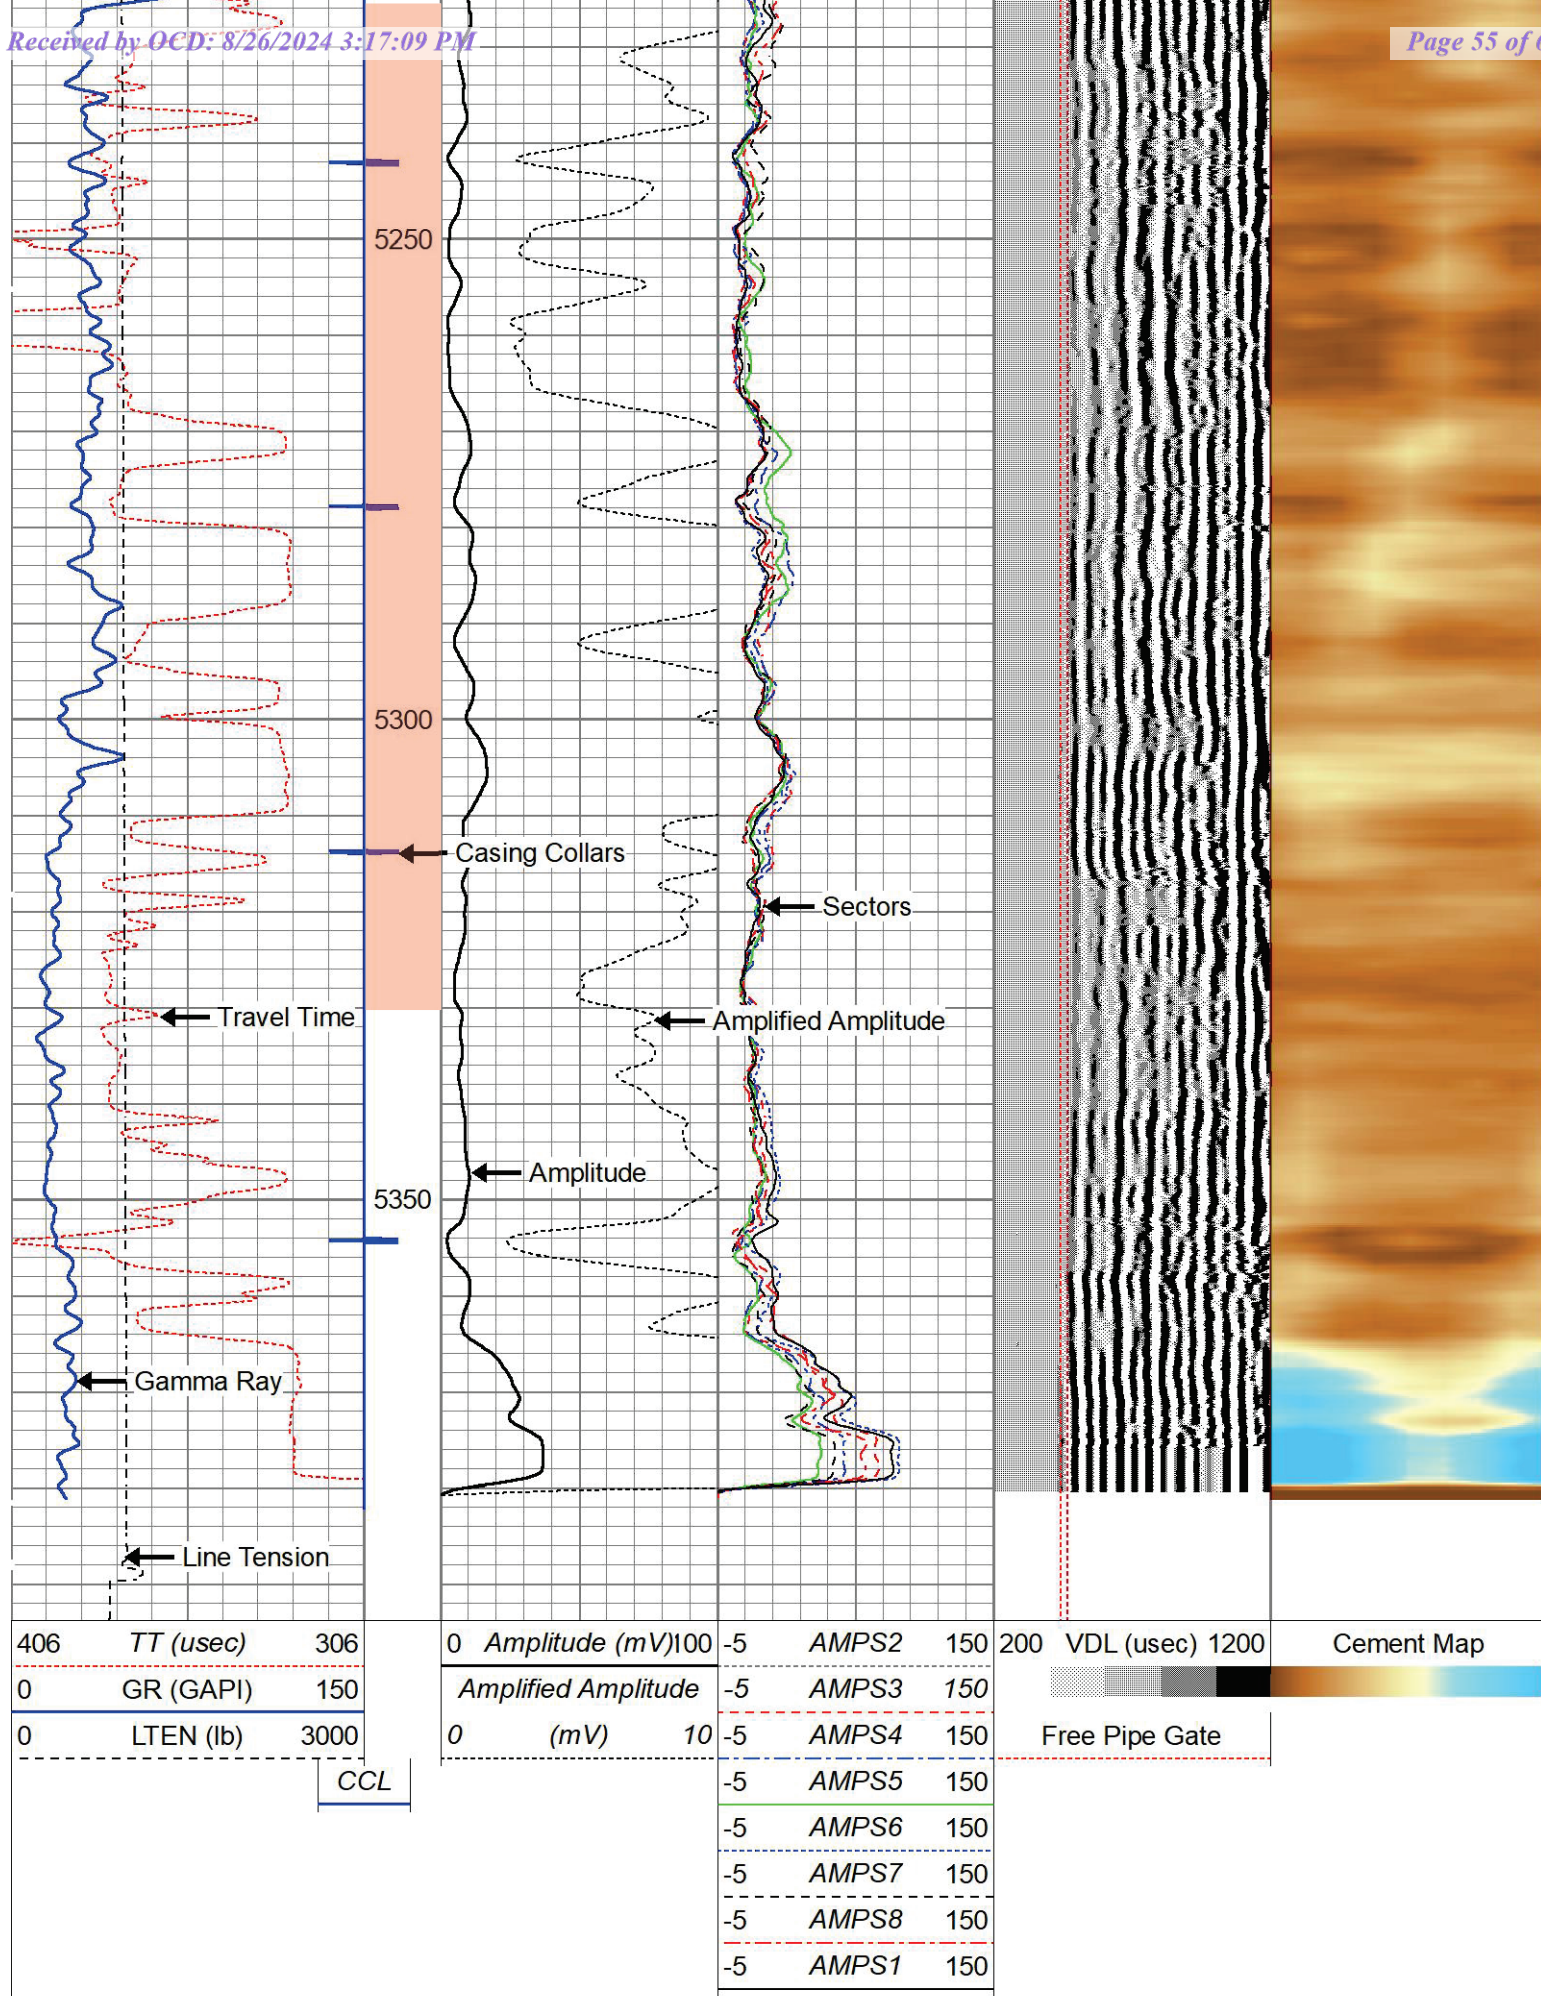 Received by OCD: 8/26/2024 3:17:09 PM
Page 55 of
5250
5300
Casing Collars
Sectors
Travel Time
Amplified Amplitude
Amplitude
5350
Gamma Ray
Line Tension
406 TT (usec) 306
0 GR (GAPI) 150
0 LTEN (lb) 3000
CCL
0 Amplitude (mV) 100
Amplified Amplitude
0 (mV) 10
-5 AMPS2 150
-5 AMPS3 150
-5 AMPS4 150
-5 AMPS5 150
-5 AMPS6 150
-5 AMPS7 150
-5 AMPS8 150
-5 AMPS1 150
200 VDL (usec) 1200
Free Pipe Gate
Cement Map